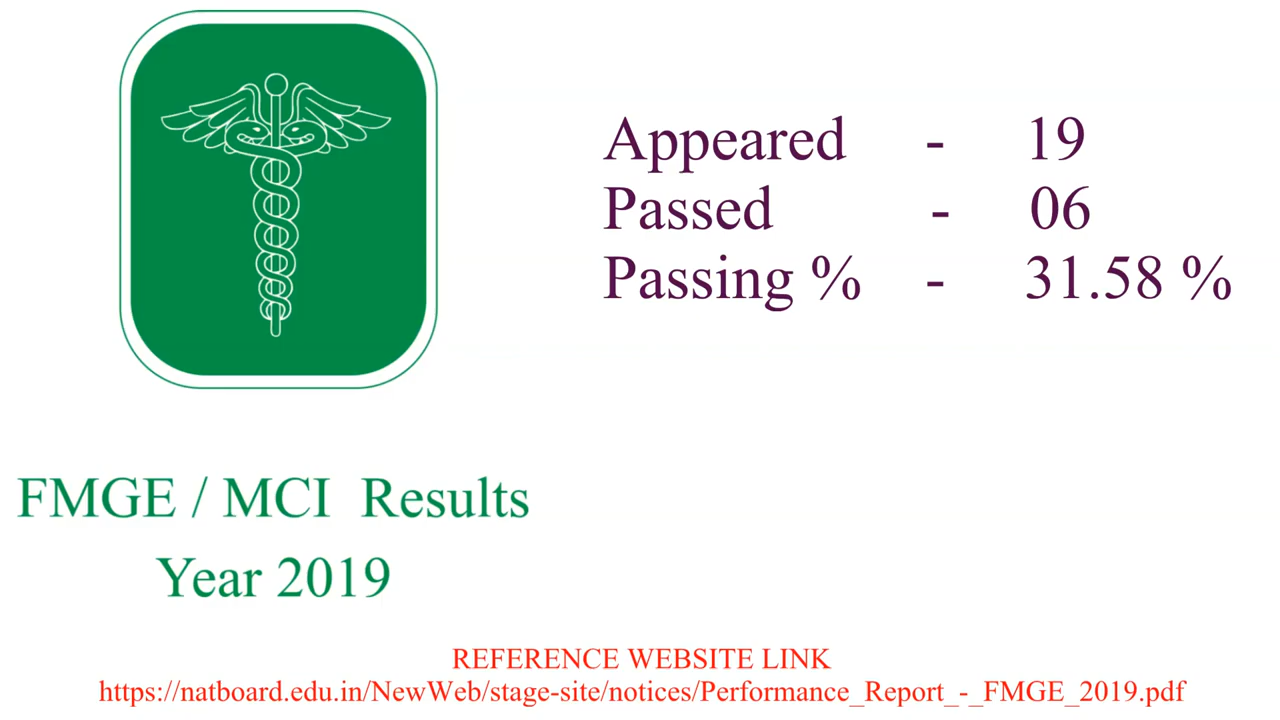 Appeared - 19
Passed - 06
Passing % - 31.58 %
FMGE / MCI Results
Year 2019
REFERENCE WEBSITE LINK
https://natboard.edu.in/NewWeb/stage-site/notices/Performance_Report_-_FMGE_2019.pdf